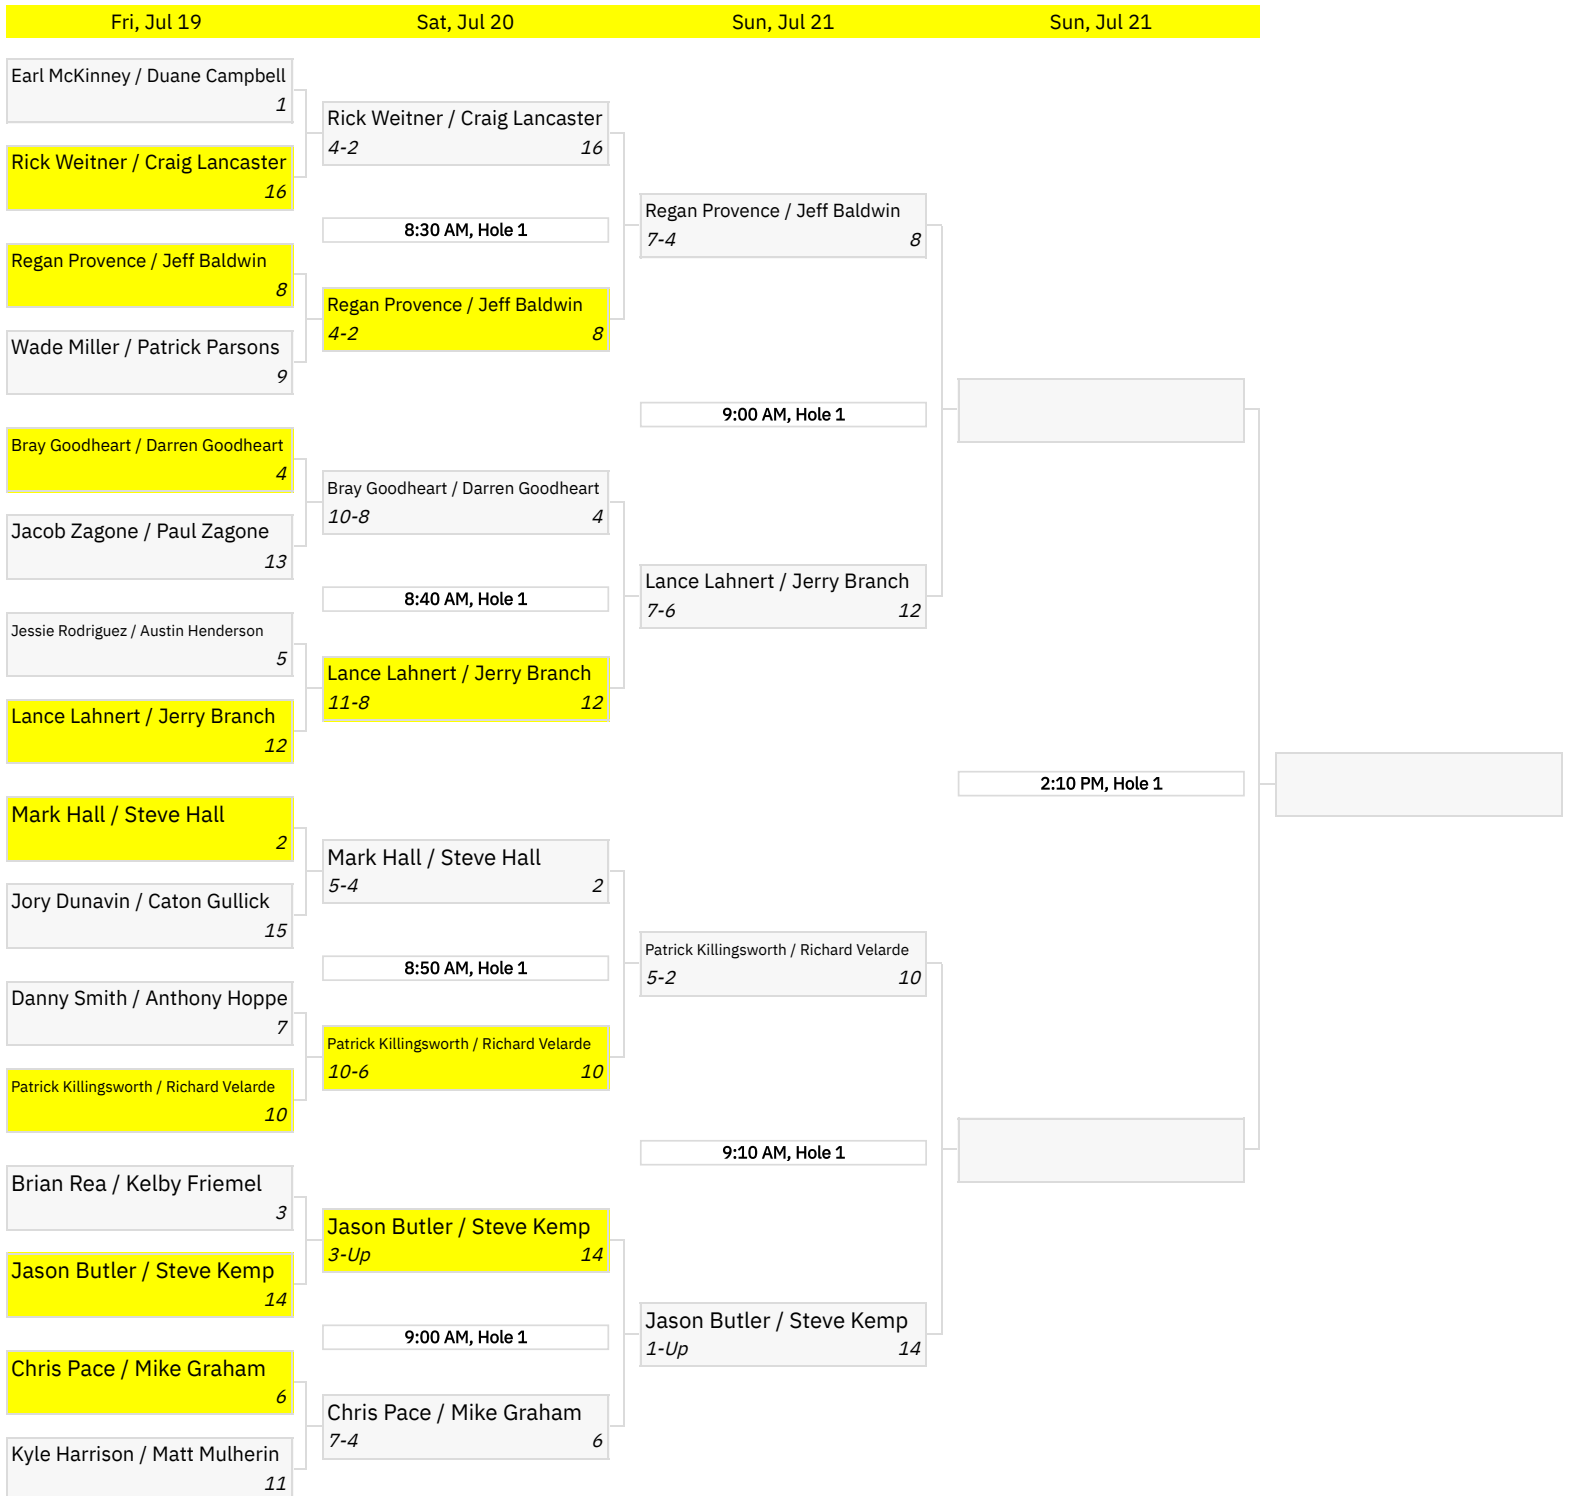 Fri, Jul 19
Sat, Jul 20
Sun, Jul 21
Sun, Jul 21
Earl McKinney / Duane Campbell
1
Rick Weitner / Craig Lancaster
16
Regan Provence / Jeff Baldwin
8
Wade Miller / Patrick Parsons
9
Bray Goodheart / Darren Goodheart
4
Jacob Zagone / Paul Zagone
13
Jessie Rodriguez / Austin Henderson
5
Lance Lahnert / Jerry Branch
12
Mark Hall / Steve Hall
2
Jory Dunavin / Caton Gullick
15
Danny Smith / Anthony Hoppe
7
Patrick Killingsworth / Richard Velarde
10
Brian Rea / Kelby Friemel
3
Jason Butler / Steve Kemp
14
Chris Pace / Mike Graham
6
Kyle Harrison / Matt Mulherin
11
Rick Weitner / Craig Lancaster
4-2 16
8:30 AM, Hole 1
Regan Provence / Jeff Baldwin
4-2 8
Bray Goodheart / Darren Goodheart
10-8 4
8:40 AM, Hole 1
Lance Lahnert / Jerry Branch
11-8 12
Mark Hall / Steve Hall
5-4 2
8:50 AM, Hole 1
Patrick Killingsworth / Richard Velarde
10-6 10
Jason Butler / Steve Kemp
3-Up 14
9:00 AM, Hole 1
Chris Pace / Mike Graham
7-4 6
Regan Provence / Jeff Baldwin
7-4 8
9:00 AM, Hole 1
Lance Lahnert / Jerry Branch
7-6 12
Patrick Killingsworth / Richard Velarde
5-2 10
9:10 AM, Hole 1
Jason Butler / Steve Kemp
1-Up 14
2:10 PM, Hole 1